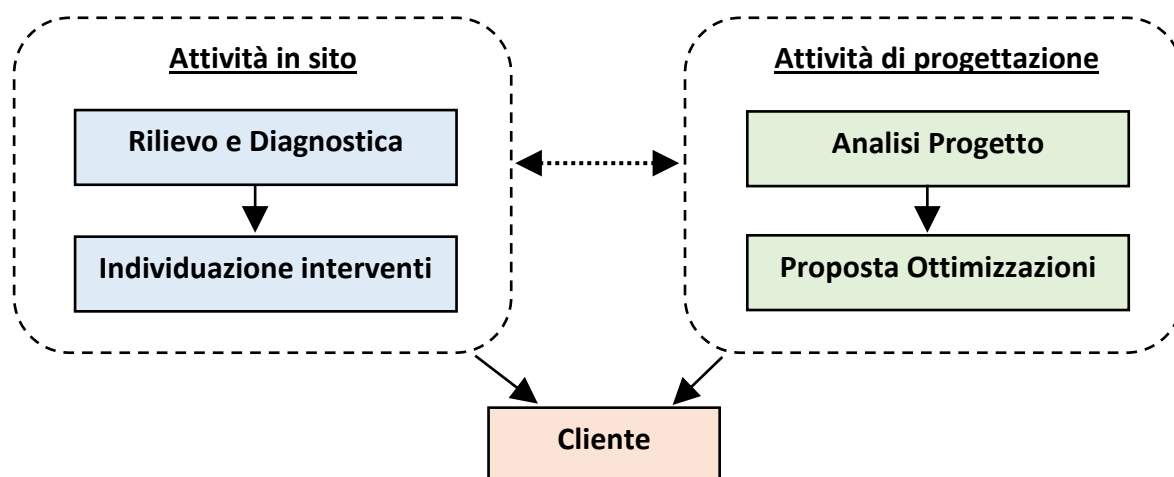 Attività in sito
Rilievo e Diagnostica
Individuazione interventi
Attività di progettazione
Analisi Progetto
Proposta Ottimizzazioni
Cliente